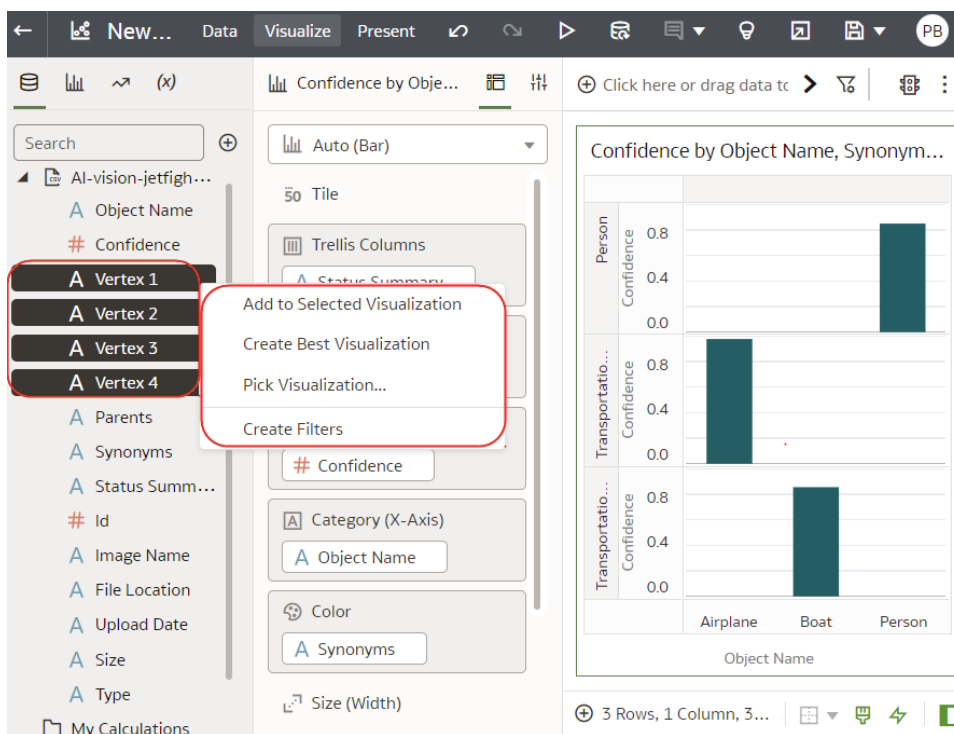 New... Data Visualize Present PB
(x)
Search
AI-vision-jetfigh...
Object Name
Confidence
Vertex 1
Vertex 2
Vertex 3
Vertex 4
Parents
Synonyms
Status Summ...
Id
Image Name
File Location
Upload Date
Size
Type
My Calculations
Add to Selected Visualization
Create Best Visualization
Pick Visualization...
Create Filters
Confidence by Obje...
Auto (Bar)
50 Tile
Trellis Columns
Status Summary
Confidence
Category (X-Axis)
Object Name
Color
Synonyms
Size (Width)
Click here or drag data to
Confidence by Object Name, Synonym...
Person
Confidence
0.8
0.4
0.0
Transportatio...
Confidence
0.8
0.4
0.0
Transportatio...
Confidence
0.8
0.4
0.0
Airplane Boat Person
Object Name
3 Rows, 1 Column, 3...